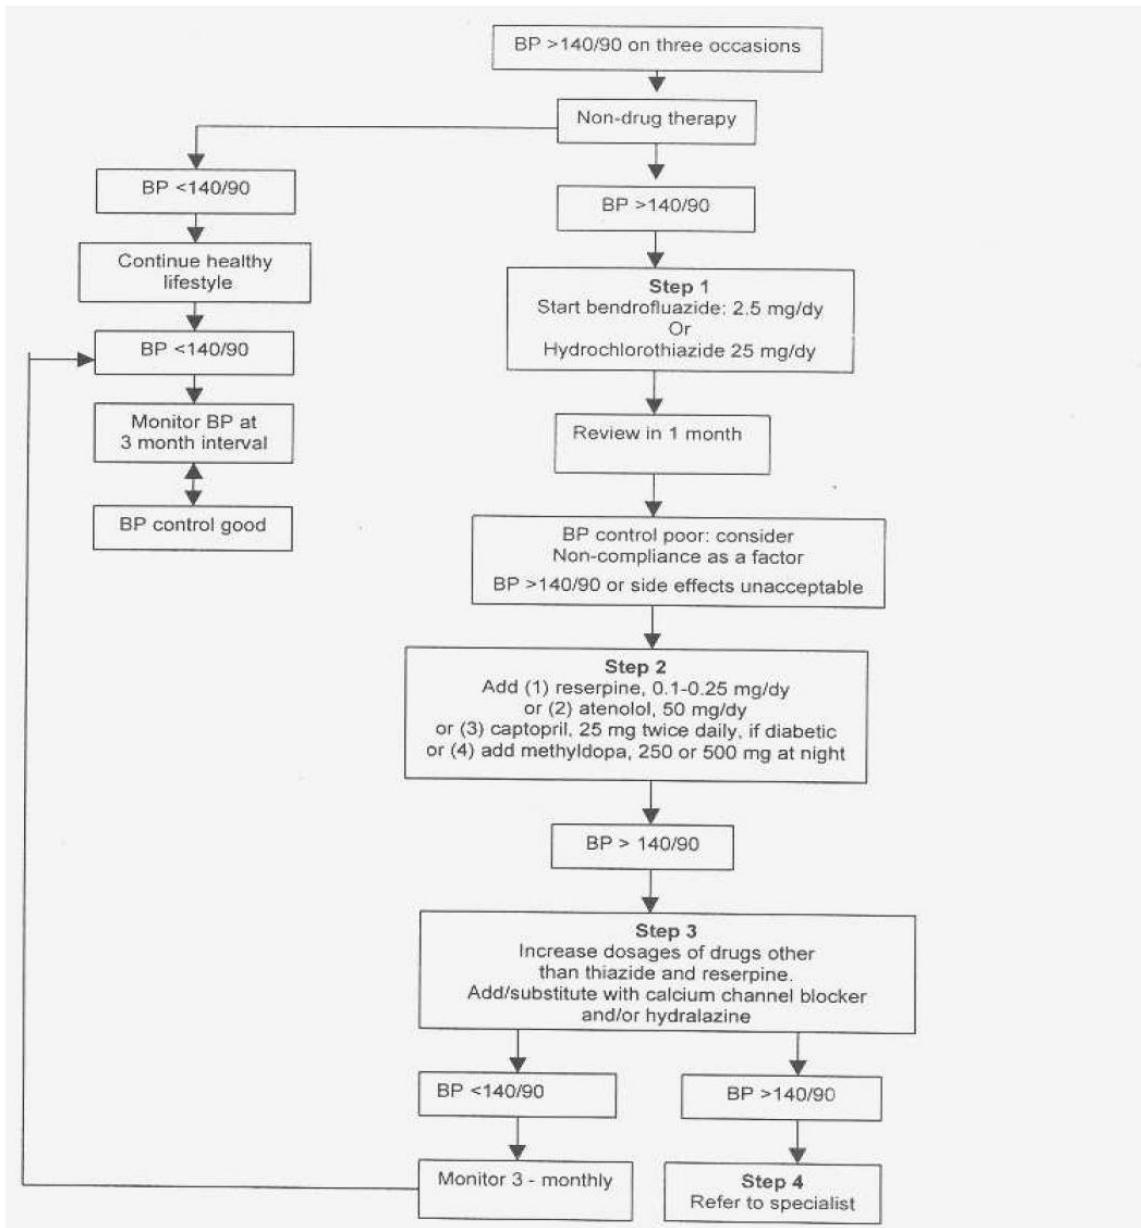 BP >140/90 on three occasions
Non-drug therapy
BP <140/90
BP >140/90
Continue healthy
lifestyle
Step 1
Start bendrofluazide: 2.5 mg/dy
Or
Hydrochlorothiazide 25 mg/dy
BP <140/90
Monitor BP at
3 month interval
Review in 1 month
BP control good
BP control poor: consider
Non-compliance as a factor
BP >140/90 or side effects unacceptable
Step 2
Add (1) reserpine, 0.1-0.25 mg/dy
or (2) atenolol, 50 mg/dy
or (3) captopril, 25 mg twice daily, if diabetic
or (4) add methyldopa, 250 or 500 mg at night
BP > 140/90
Step 3
Increase dosages of drugs other
than thiazide and reserpine.
Add/substitute with calcium channel blocker
and/or hydralazine
BP <140/90
BP >140/90
Monitor 3 - monthly
Step 4
Refer to specialist